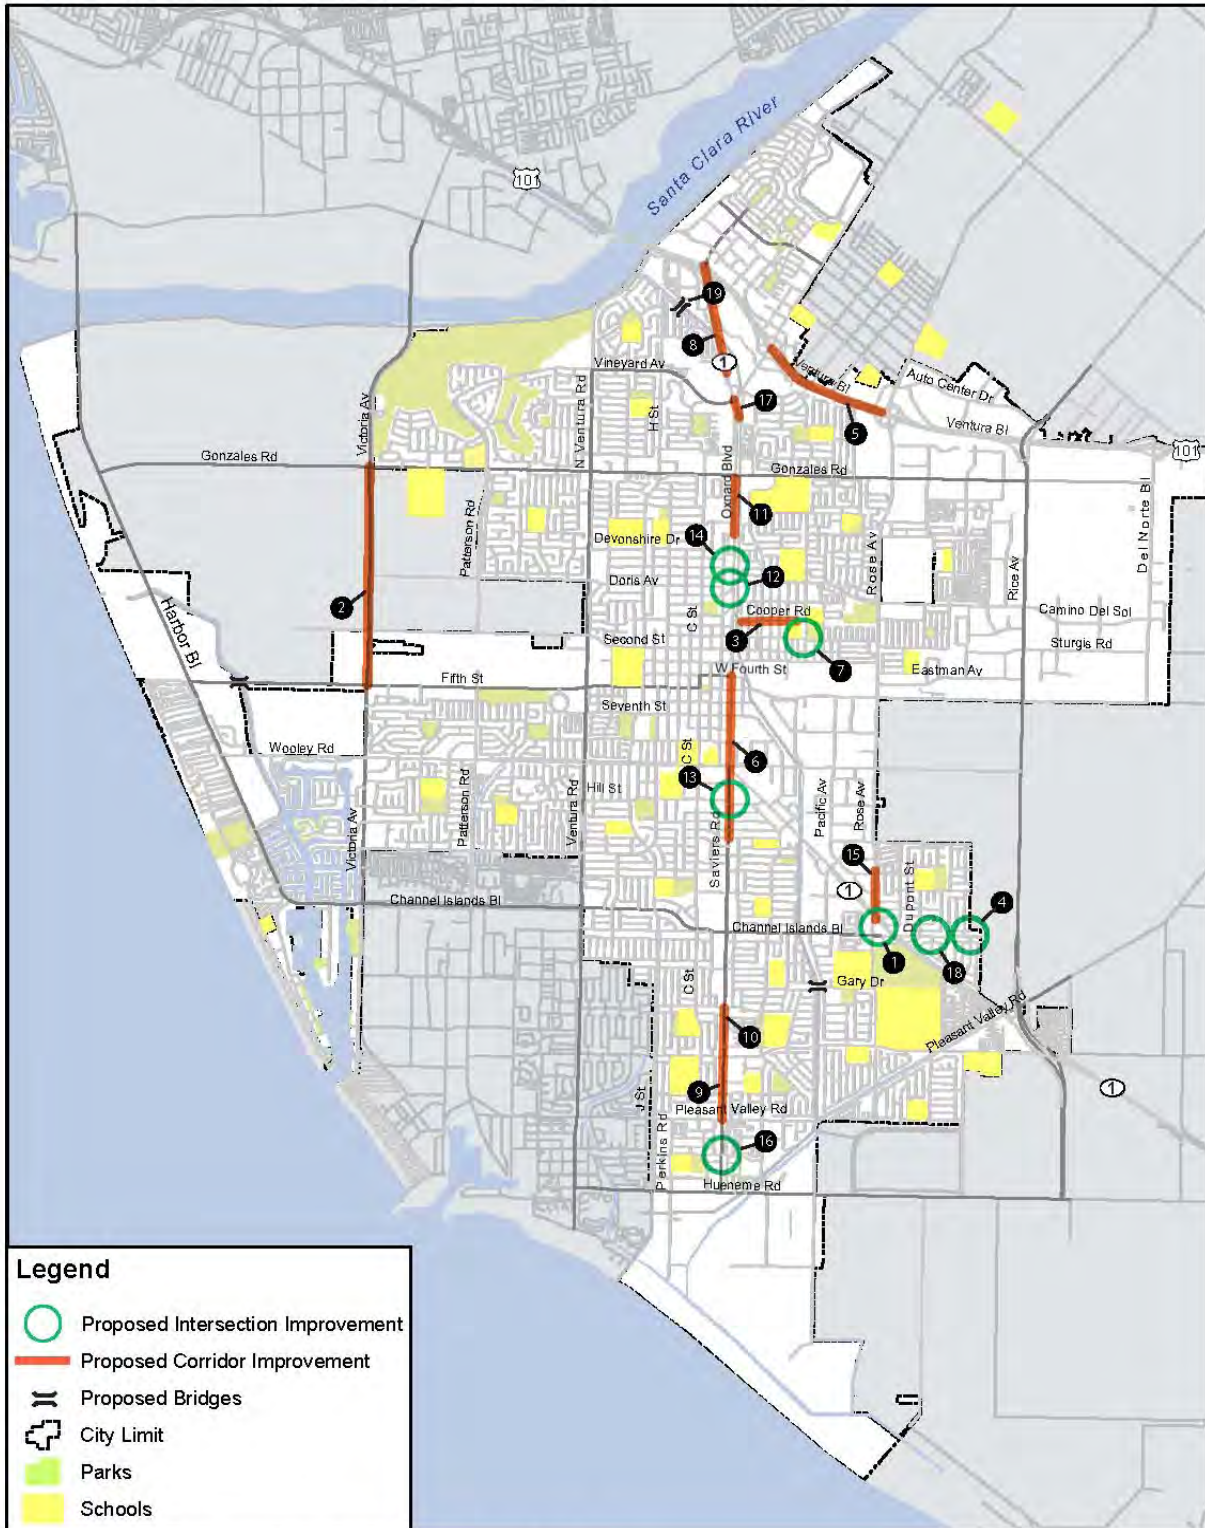 Santa Clara River
101
19
8
1
Vineyard Av
17
Ventura Bl
Auto Center Dr
5
Ventura Bl
101
Victoria Av
N Ventura Rd
H St
Oxnard Blvd
Gonzales Rd
Gonzales Rd
Del Norte Bl
11
Patterson Rd
14
Devonshire Dr
Rose Av
Rice Av
12
Doris Av
2
C St
Cooper Rd
Camino Del Sol
Harbor Bl
3
Second St
Sturgis Rd
7
W Fourth St
Eastman Av
Fifth St
Seventh St
Wooley Rd
C St
6
13
Hill St
Patterson Rd
Ventura Rd
Victoria Av
Saviers Rd
Pacific Av
Rose Av
15
1
Dupont St
4
Channel Islands Bl
Channel Islands Bl
1
18
C St
Gary Dr
10
Pleasant Valley Rd
9
1
J St
Pleasant Valley Rd
Perkins Rd
16
Hueneme Rd
Legend
Proposed Intersection Improvement
Proposed Corridor Improvement
Proposed Bridges
City Limit
Parks
Schools